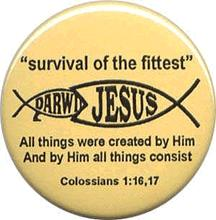 "survival of the fittest"
DARWI JESUS
All things were created by Him
And by Him all things consist
Colossians 1:16,17